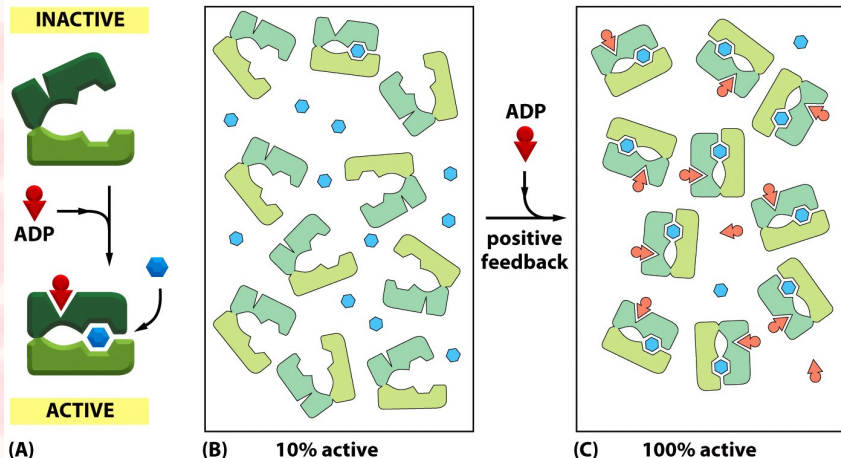 INACTIVE
ADP
ACTIVE
(A)
(B)
10% active
ADP
positive
feedback
(C)
100% active